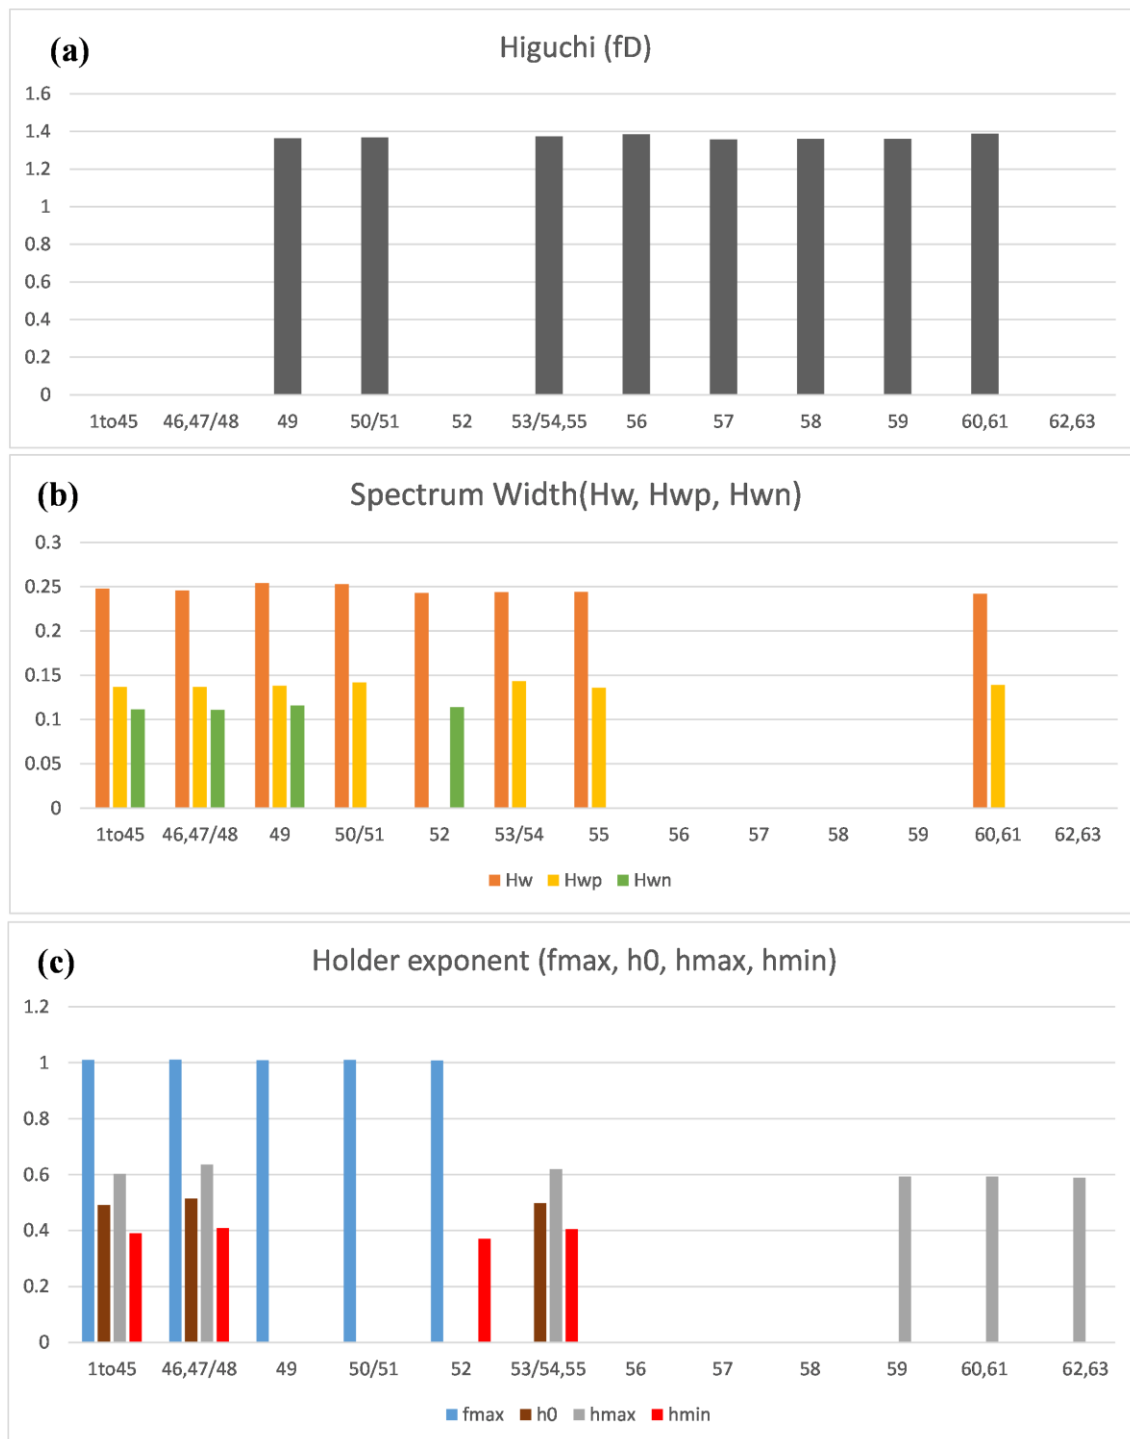 (a)
Higuchi (fD)
1.6
1.4
1.2
1
0.8
0.6
0.4
0.2
0
1to45 46,47/48 49 50/51 52 53/54,55 56 57 58 59 60,61 62,63
(b)
Spectrum Width(Hw, Hwp, Hwn)
0.3
0.25
0.2
0.15
0.1
0.05
0
1to45 46,47/48 49 50/51 52 53/54 55 56 57 58 59 60,61 62,63
Hw Hwp Hwn
(c)
Holder exponent (fmax, h0, hmax, hmin)
1.2
1
0.8
0.6
0.4
0.2
0
1to45 46,47/48 49 50/51 52 53/54,55 56 57 58 59 60,61 62,63
fmax h0 hmax hmin